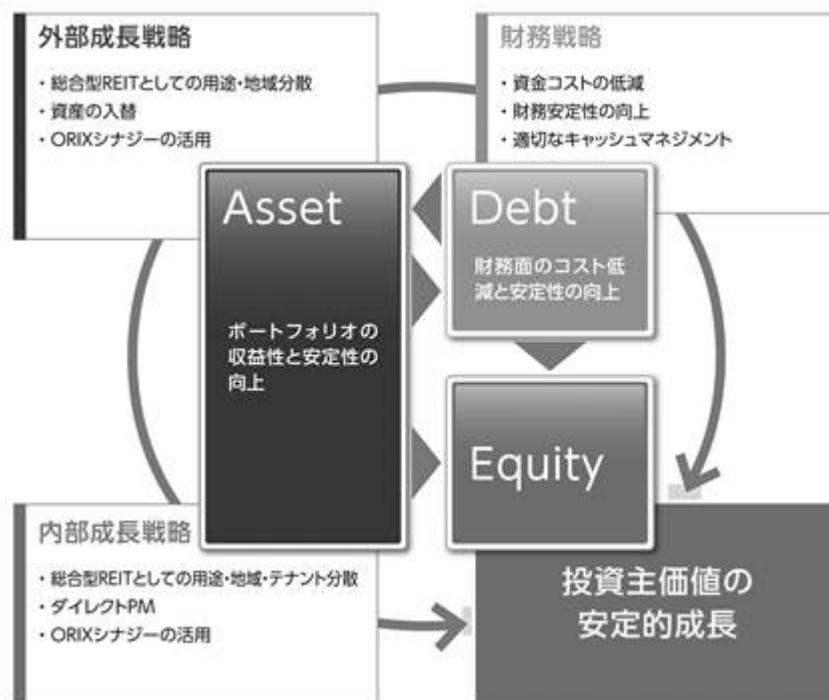 外部成長戦略
・総合型REITとしての用途・地域分散
・資産の入替
・ORIXシナジーの活用
財務戦略
・資金コストの低減
・財務安定性の向上
・適切なキャッシュマネジメント
Asset
ポートフォリオの
収益性と安定性の
向上
Debt
財務面のコスト低
減と安定性の向上
Equity
内部成長戦略
・総合型REITとしての用途・地域・テナント分散
・ダイレクトPM
・ORIXシナジーの活用
投資主価値の
安定的成長